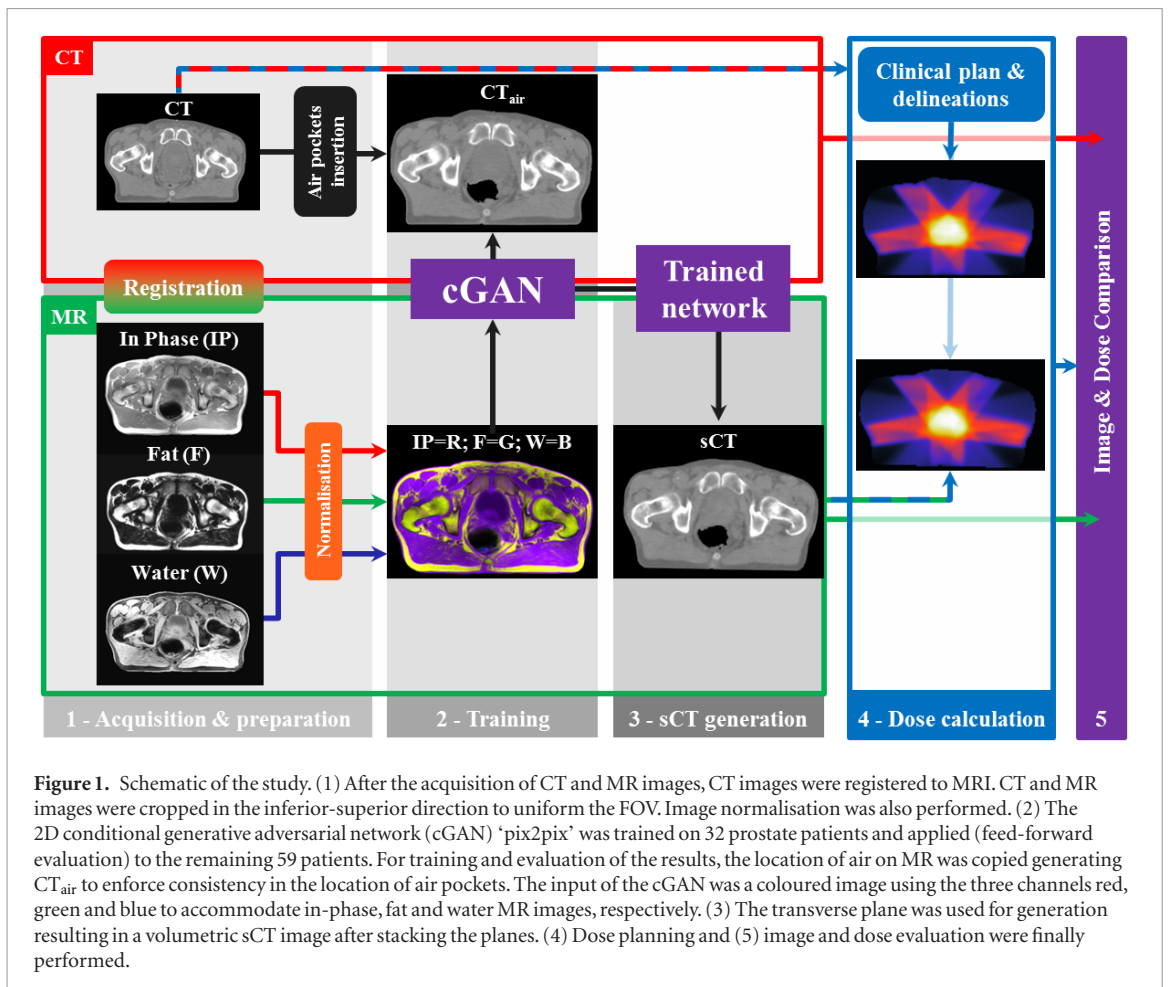 CT
CT
Air pockets
insertion
CT_air
Clinical plan &
delineations
Registration
cGAN
Trained
network
MR
In Phase (IP)
Fat (F)
Water (W)
Normalisation
IP=R; F=G; W=B
sCT
Image & Dose Comparison
1 - Acquisition & preparation
2 - Training
3 - sCT generation
4 - Dose calculation
5
Figure 1. Schematic of the study. (1) After the acquisition of CT and MR images, CT images were registered to MRI. CT and MR
images were cropped in the inferior-superior direction to uniform the FOV. Image normalisation was also performed. (2) The
2D conditional generative adversarial network (cGAN) ‘pix2pix’ was trained on 32 prostate patients and applied (feed-forward
evaluation) to the remaining 59 patients. For training and evaluation of the results, the location of air on MR was copied generating
CT_air to enforce consistency in the location of air pockets. The input of the cGAN was a coloured image using the three channels red,
green and blue to accommodate in-phase, fat and water MR images, respectively. (3) The transverse plane was used for generation
resulting in a volumetric sCT image after stacking the planes. (4) Dose planning and (5) image and dose evaluation were finally
performed.